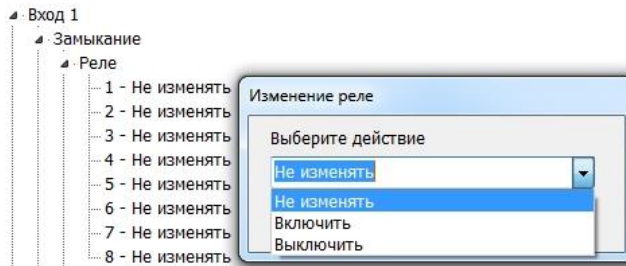 Вход 1
Замыкание
Реле
1 - Не изменять
2 - Не изменять
3 - Не изменять
4 - Не изменять
5 - Не изменять
6 - Не изменять
7 - Не изменять
8 - Не изменять
Изменение реле
Выберите действие
Не изменять
Не изменять
Включить
Выключить